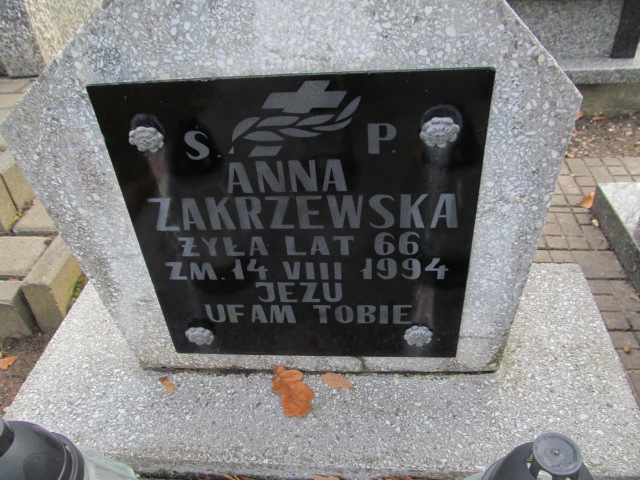 Ś. P.
ANNA
ZAKRZEWSKA
ŻYŁA LAT 66
ZM. 14 VIII 1994
JEZU
UFAM TOBIE